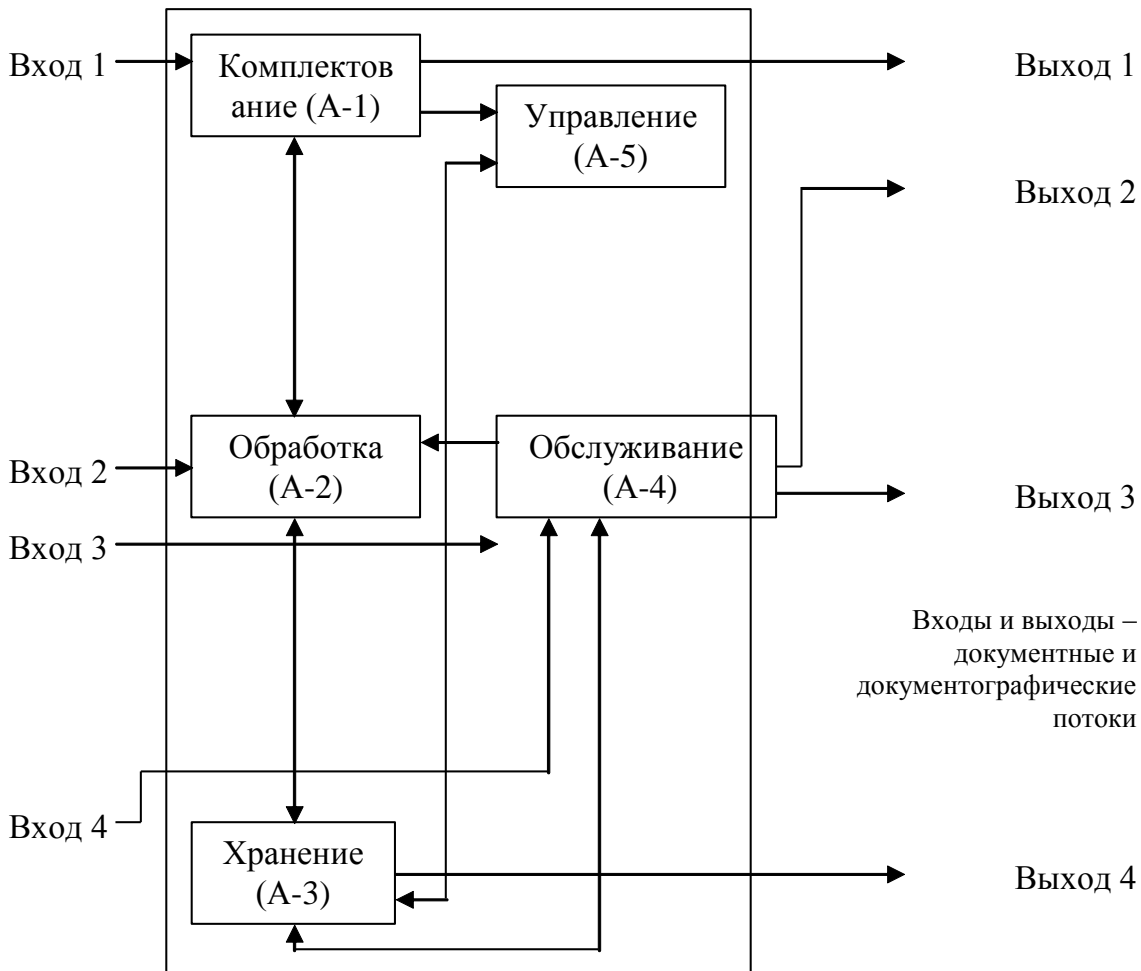 Вход 1
Комплектов
ание (А-1)
Выход 1
Управление
(А-5)
Выход 2
Вход 2
Обработка
(А-2)
Обслуживание
(А-4)
Выход 3
Вход 3
Входы и выходы –
документные и
документографические
потоки
Вход 4
Хранение
(А-3)
Выход 4